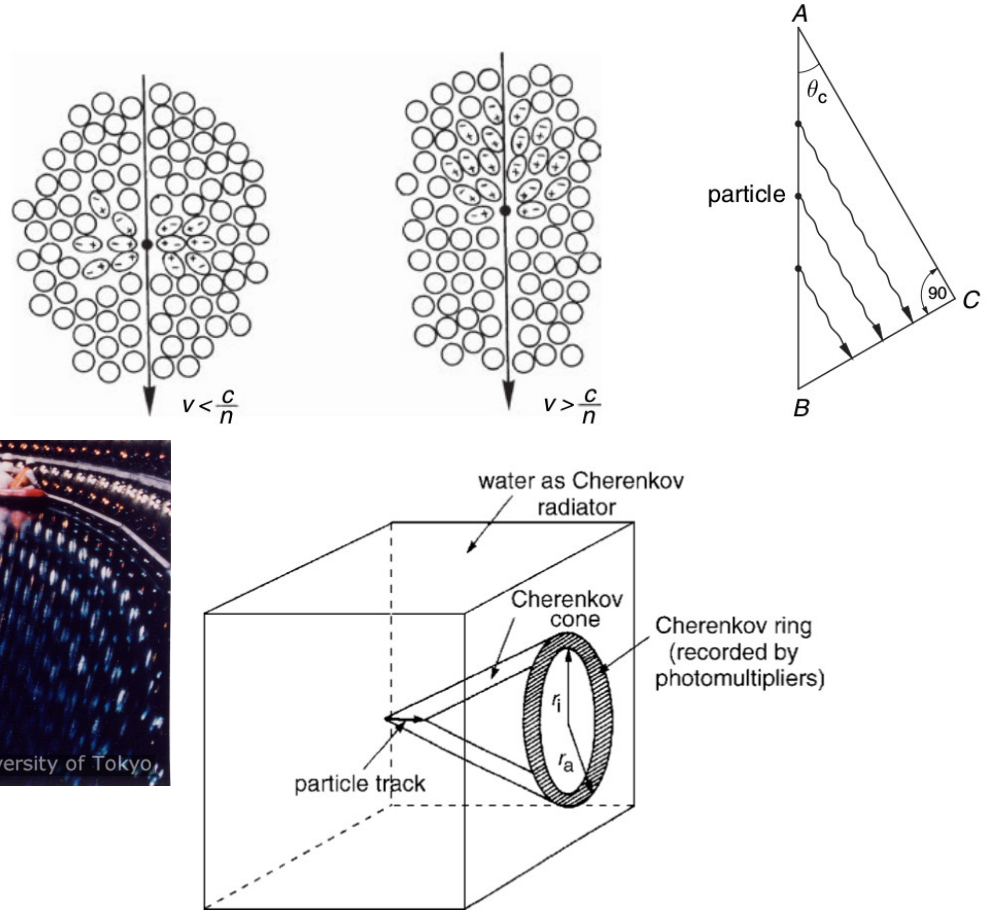 A
θc
particle
90
C
B
v < c/n
v > c/n
water as Cherenkov
radiator
Cherenkov
cone
Cherenkov ring
(recorded by
photomultipliers)
ri
ra
particle track
versity of Tokyo